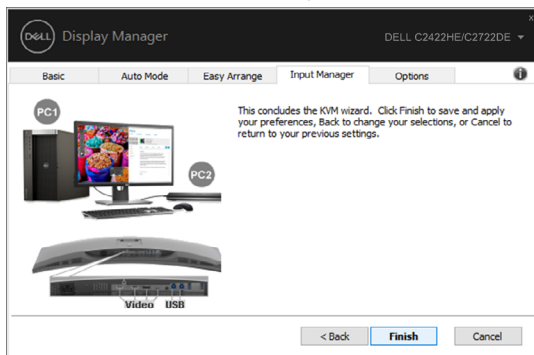 DELL Display Manager
DELL C2422HE/C2722DE
x
Basic
Auto Mode
Easy Arrange
Input Manager
Options
PC1
This concludes the KVM wizard. Click Finish to save and apply
your preferences, Back to change your selections, or Cancel to
return to your previous settings.
PC2
Video USB
< Back
Finish
Cancel